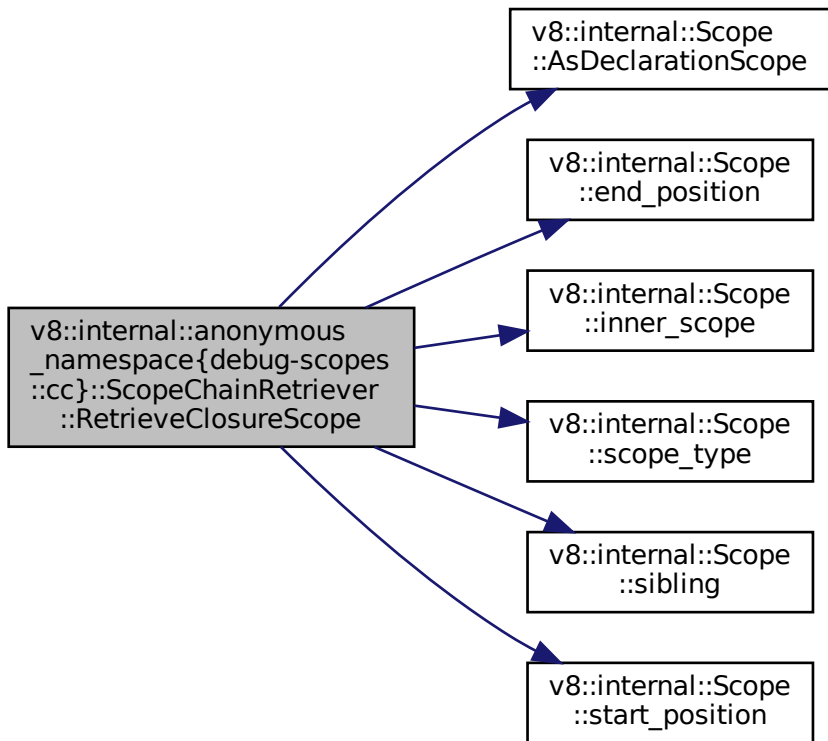 v8::internal::Scope
::AsDeclarationScope
v8::internal::Scope
::end_position
v8::internal::Scope
::inner_scope
v8::internal::anonymous
_namespace{debug-scopes
::cc}::ScopeChainRetriever
::RetrieveClosureScope
v8::internal::Scope
::scope_type
v8::internal::Scope
::sibling
v8::internal::Scope
::start_position